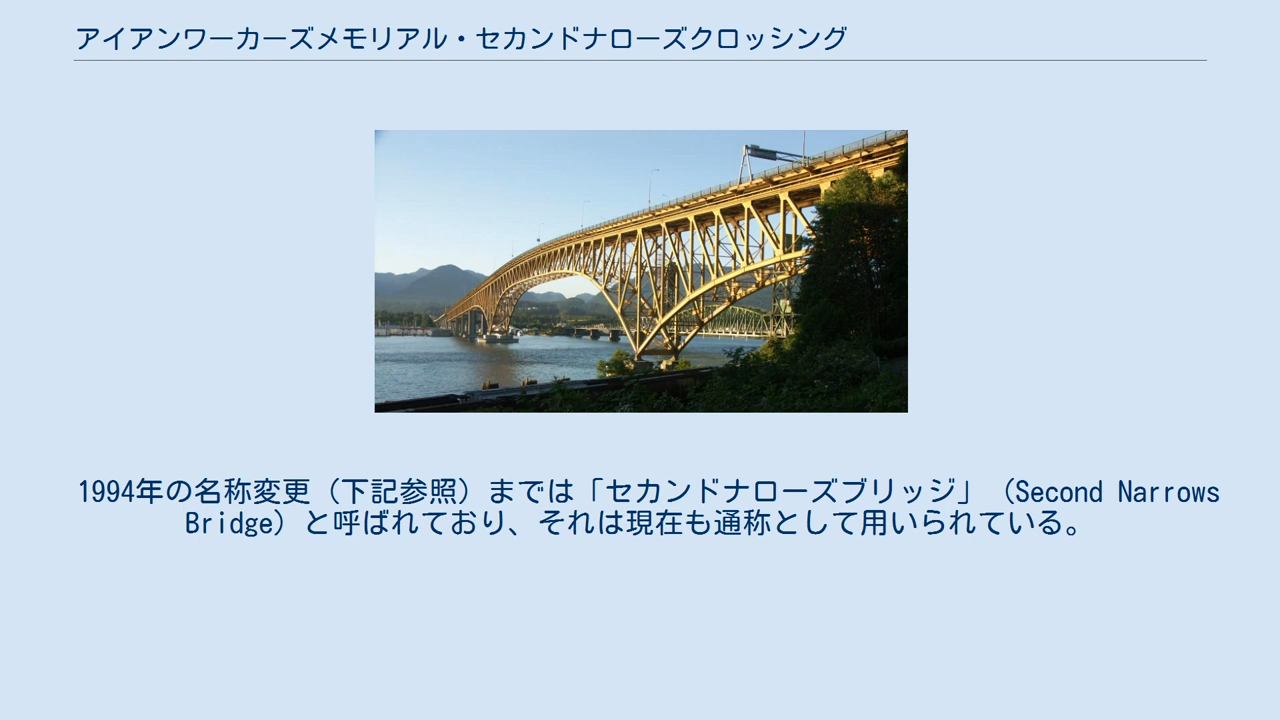 アイアンワーカーズメモリアル・セカンドナローズクロッシング
1994年の名称変更（下記参照）までは「セカンドナローズブリッジ」（Second Narrows
Bridge）と呼ばれており、それは現在も通称として用いられている。